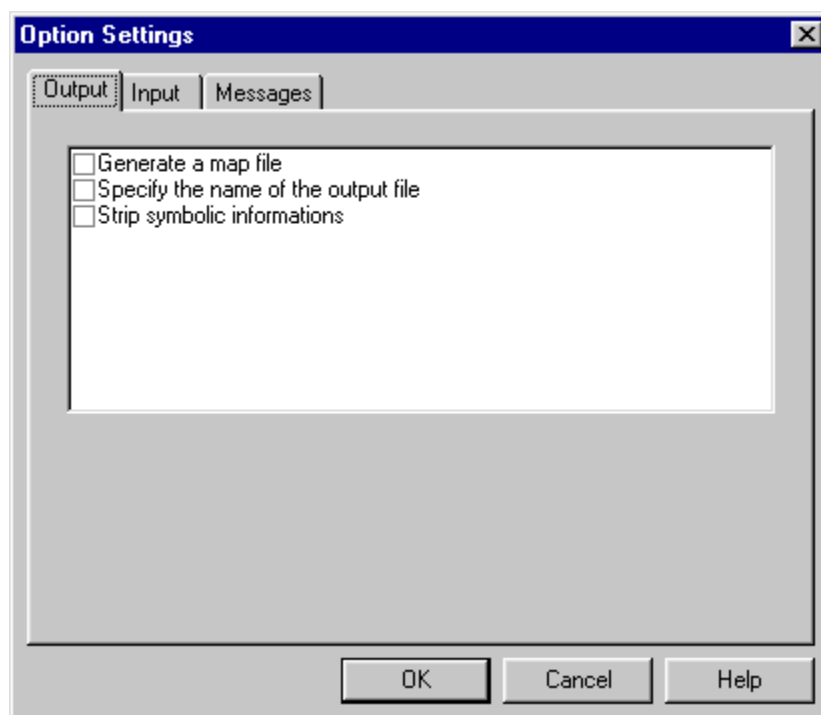 Option Settings
Output Input Messages
Generate a map file
Specify the name of the output file
Strip symbolic informations
OK Cancel Help